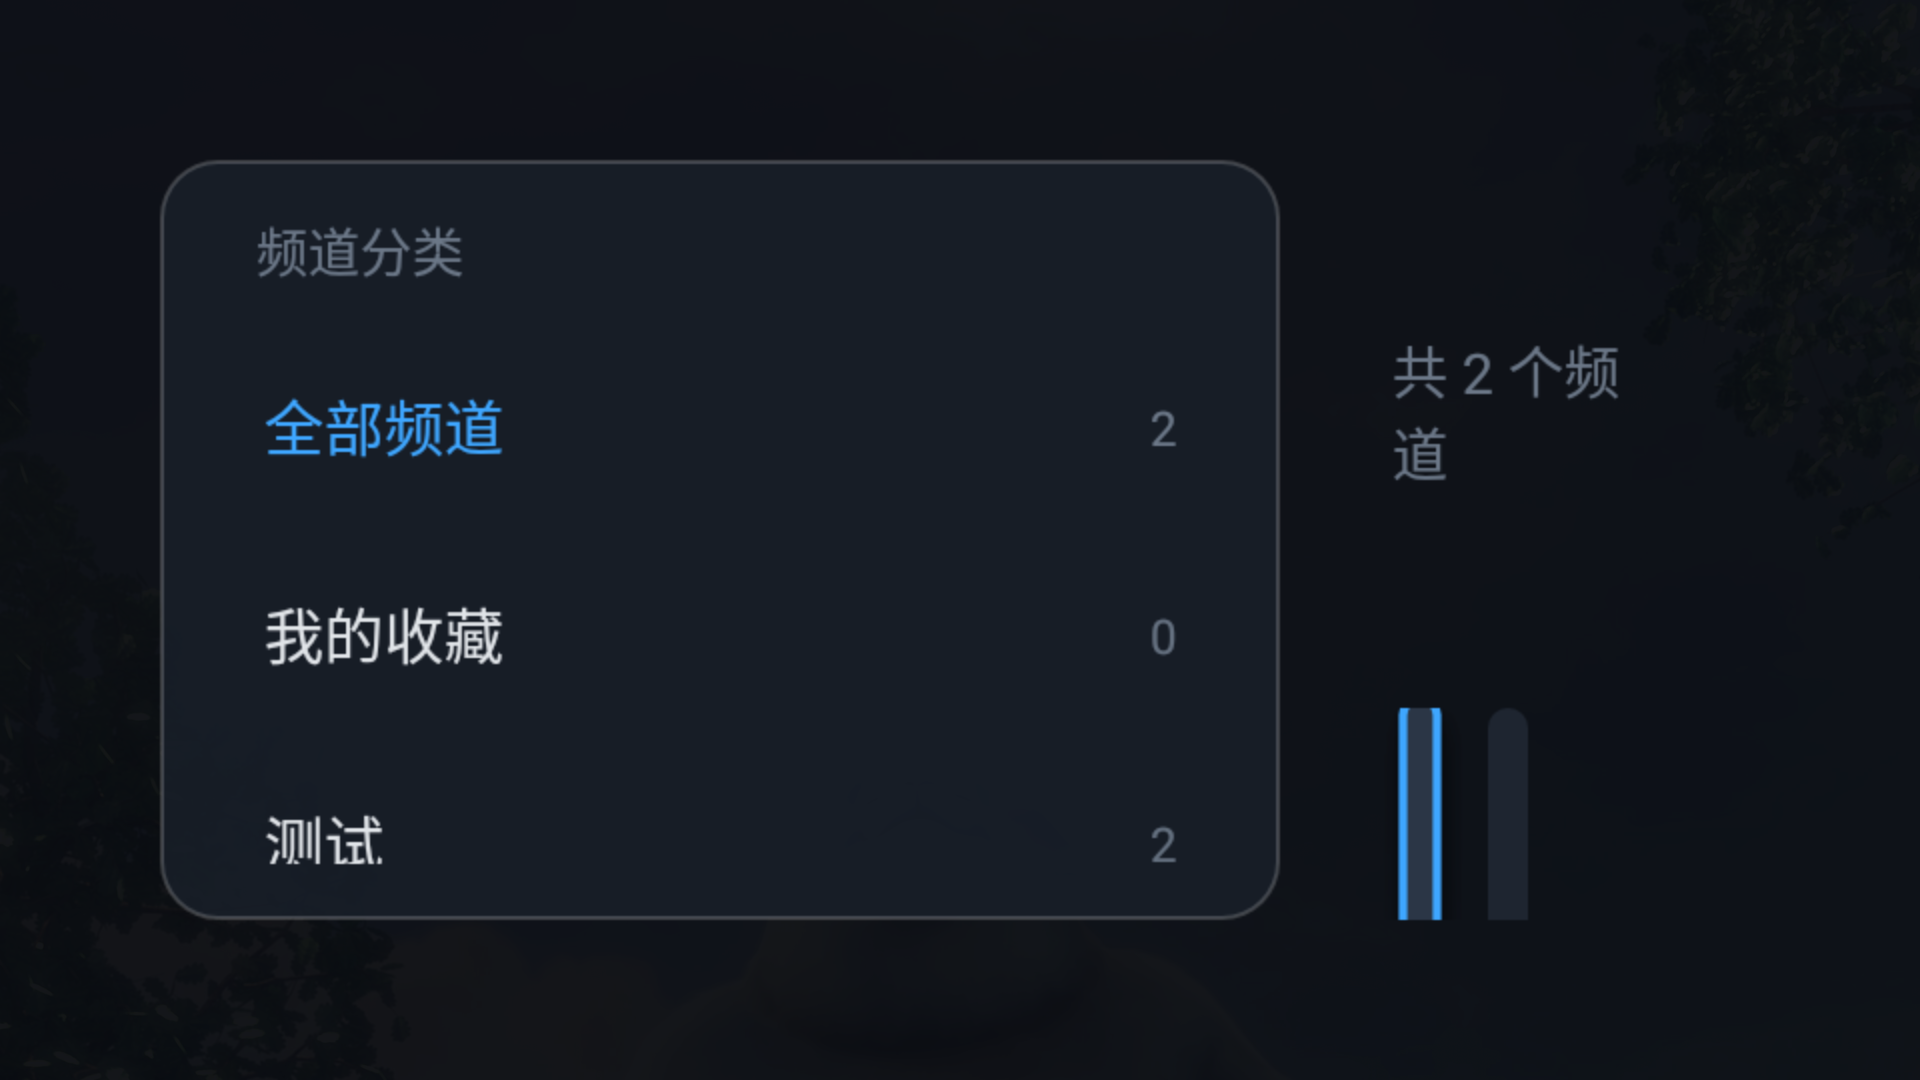 频道分类
全部频道 2
我的收藏 0
测试 2
共 2 个频
道